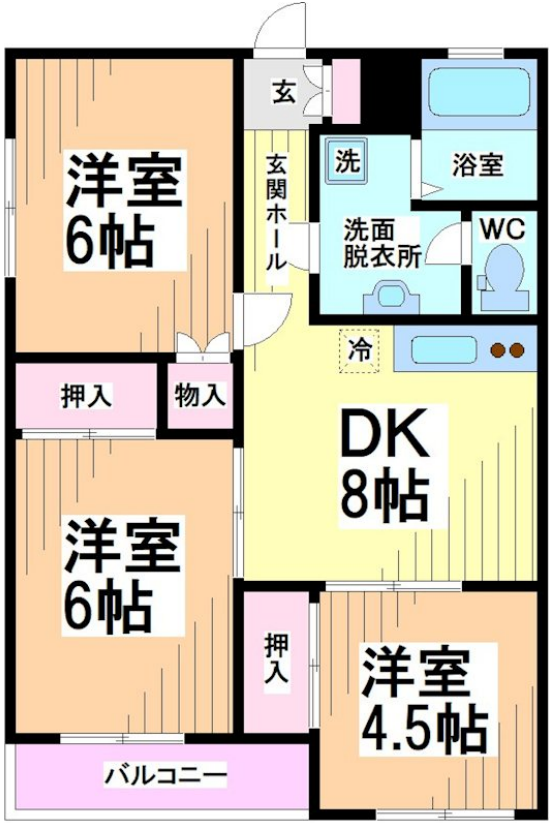 玄
洋室
6帖
玄関ホール
洗
浴室
洗面
脱衣所
WC
冷
押入
物入
DK
8帖
洋室
6帖
押入
洋室
4.5帖
バルコニー